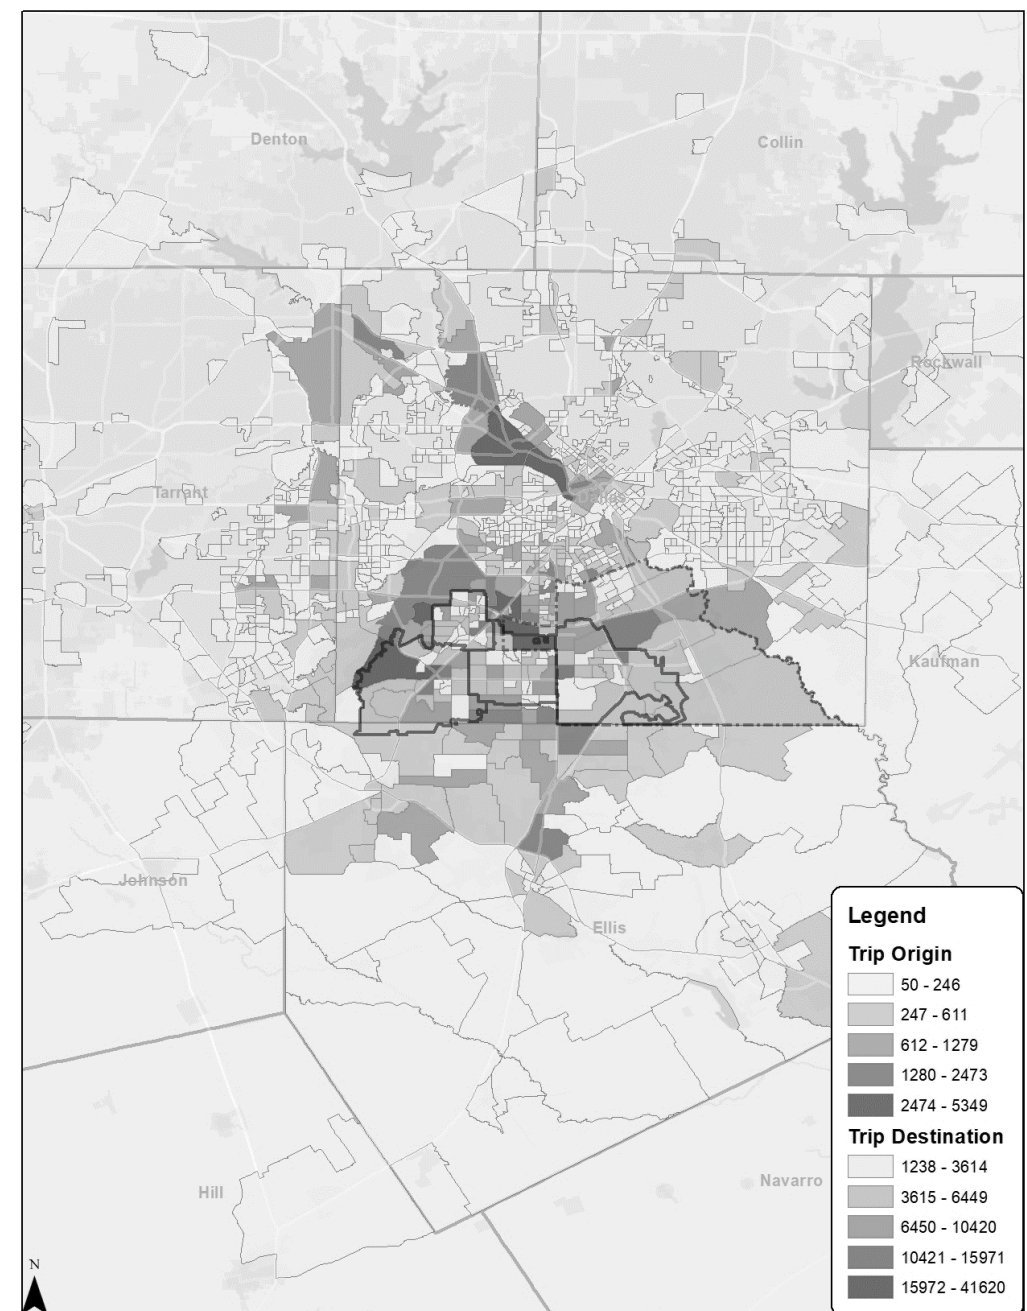 Denton
Collin
Rockwall
Tarrant
Dallas
Kaufman
Johnson
Ellis
Hill
Navarro
N
Legend
Trip Origin
50 - 246
247 - 611
612 - 1279
1280 - 2473
2474 - 5349
Trip Destination
1238 - 3614
3615 - 6449
6450 - 10420
10421 - 15971
15972 - 41620